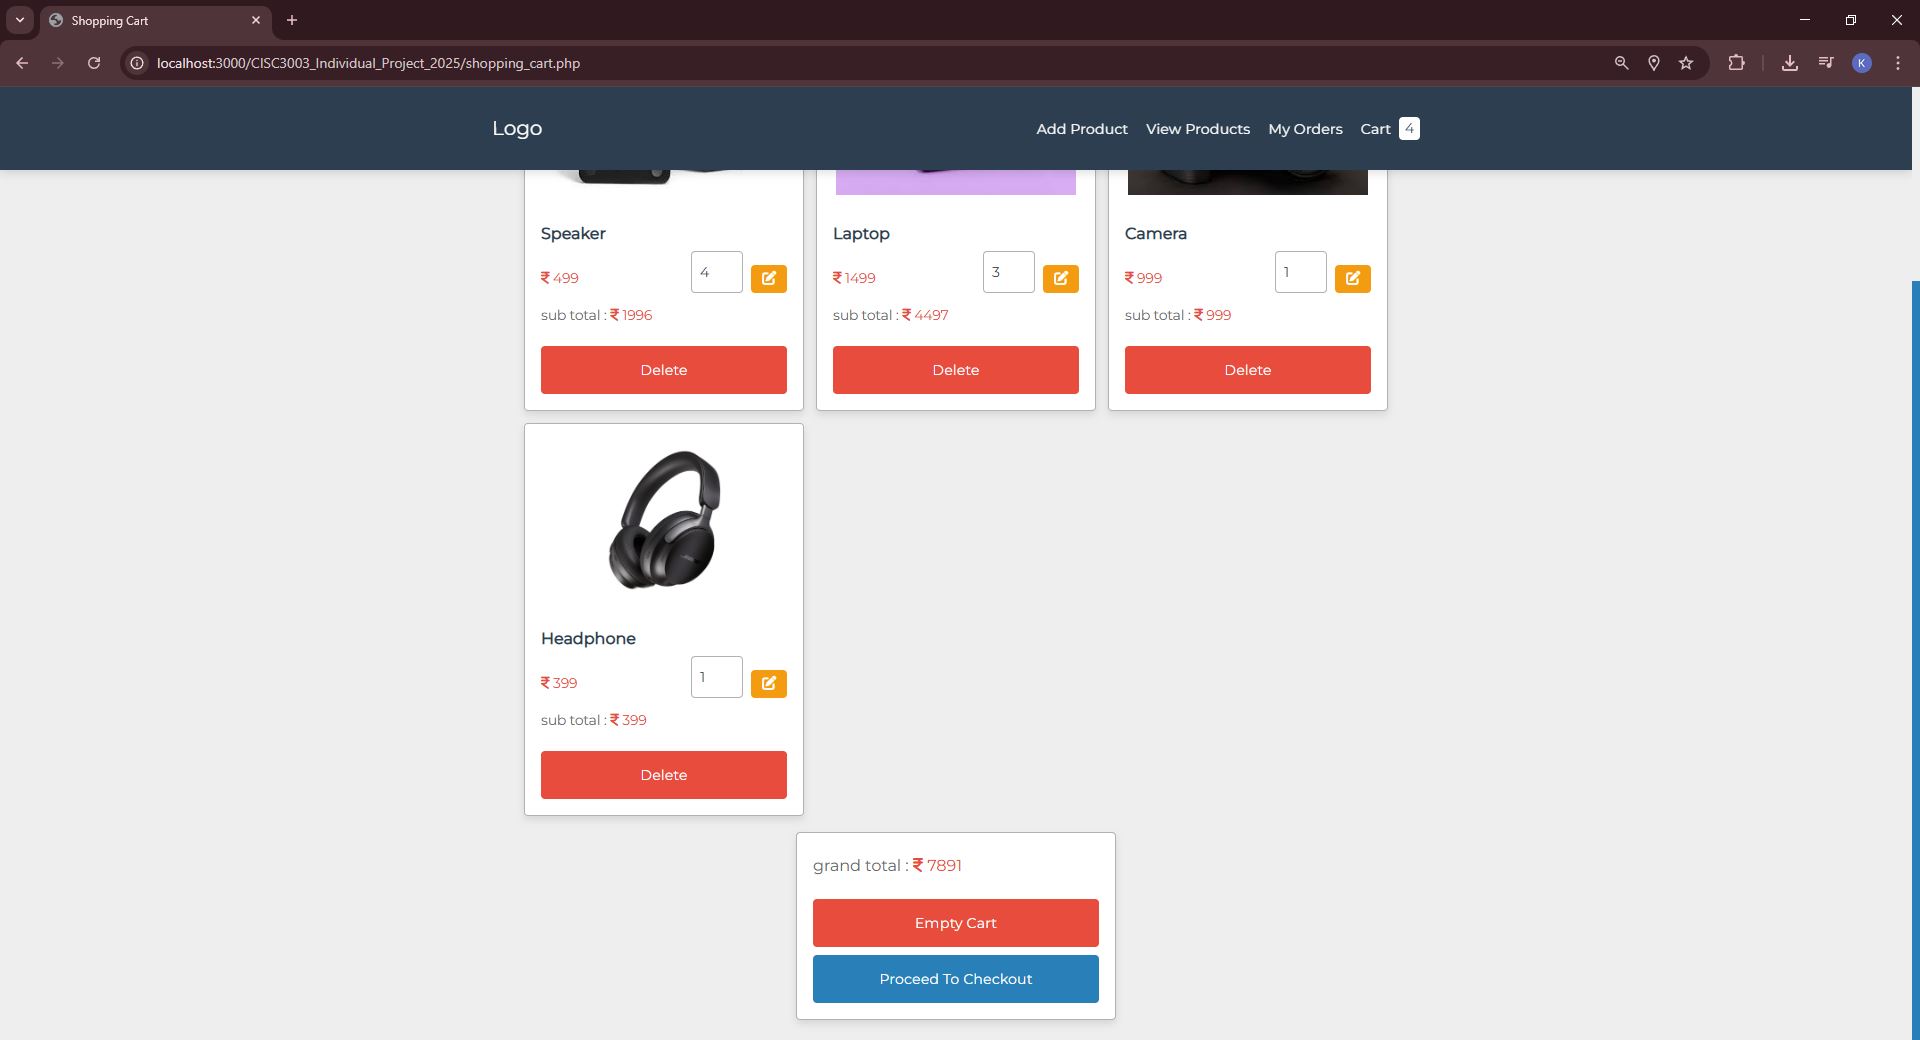 Shopping Cart
localhost:3000/CISC3003_Individual_Project_2025/shopping_cart.php
K
Logo
Add Product View Products My Orders Cart 4
Speaker
₹ 499 4
sub total : ₹ 1996
Delete
Laptop
₹ 1499 3
sub total : ₹ 4497
Delete
Camera
₹ 999 1
sub total : ₹ 999
Delete
Headphone
₹ 399 1
sub total : ₹ 399
Delete
grand total : ₹ 7891
Empty Cart
Proceed To Checkout